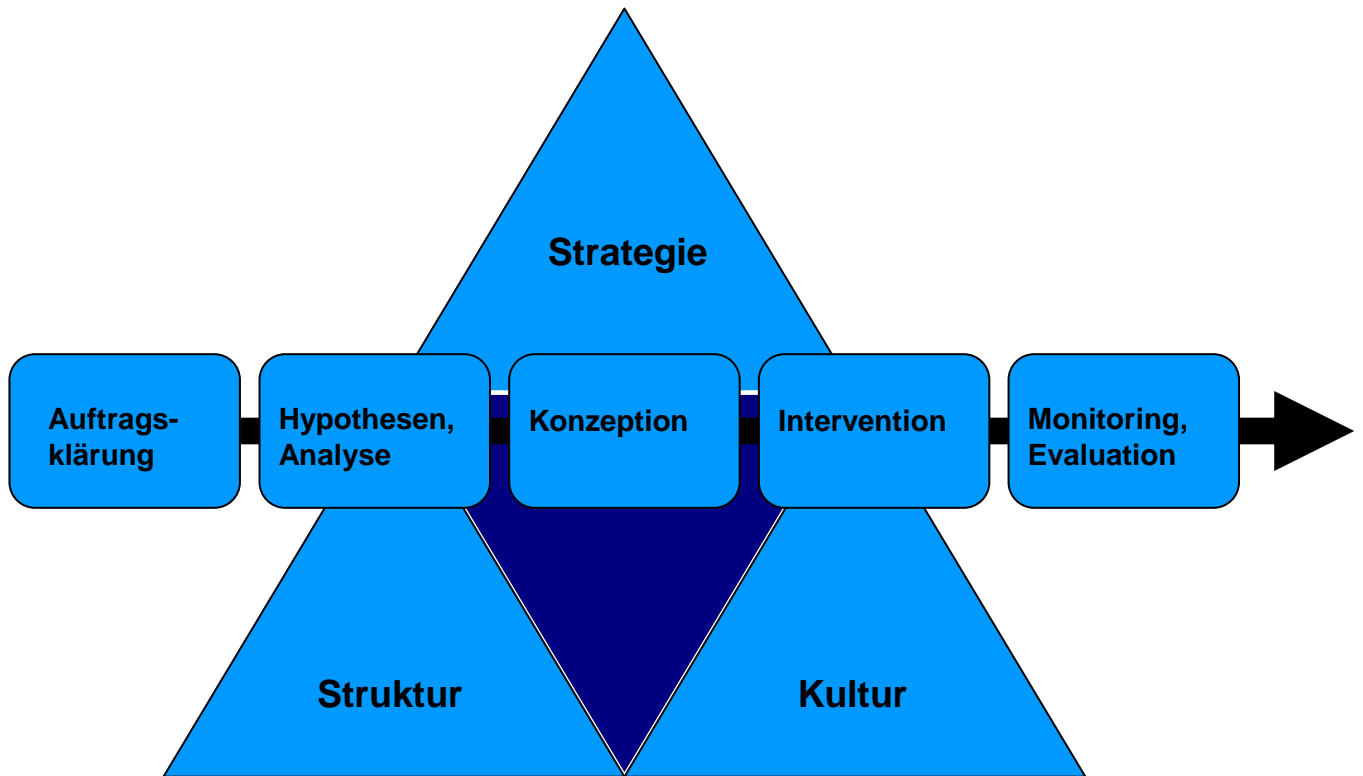 Strategie
Auftrags-
klärung
Hypothesen,
Analyse
Konzeption
Intervention
Monitoring,
Evaluation
Struktur
Kultur